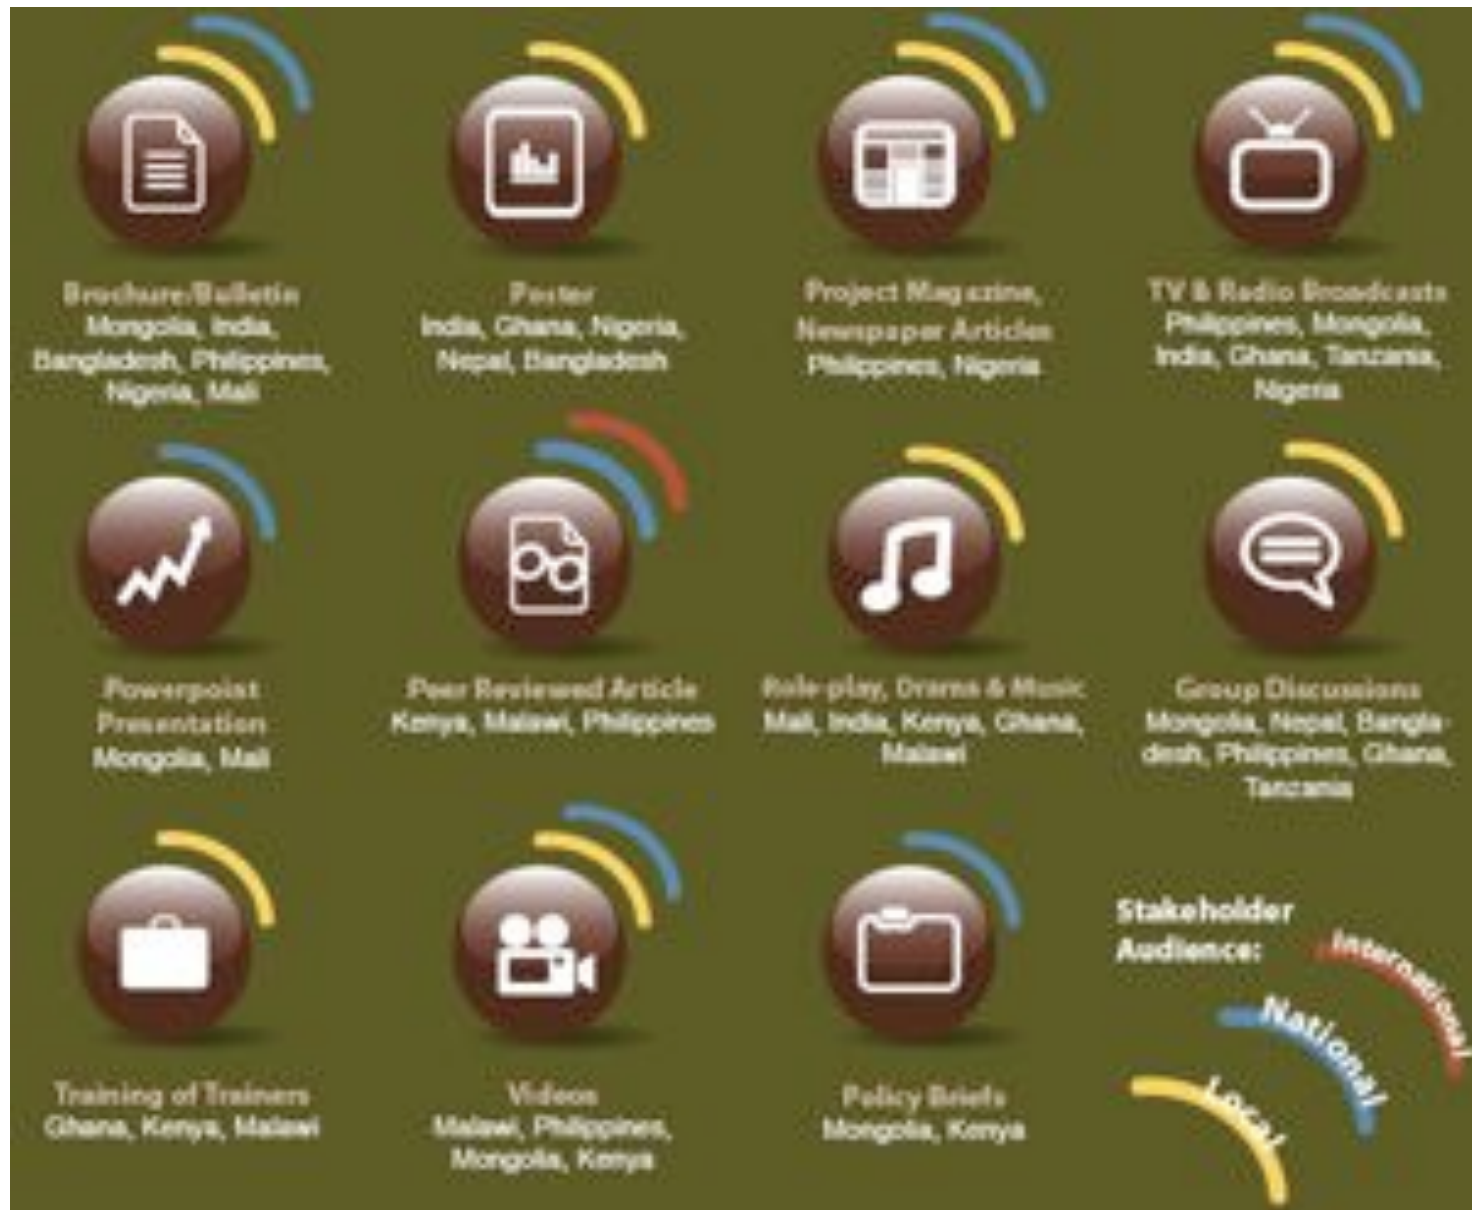 Brochure/Bulletin
Mongolia, India,
Bangladesh, Philippines,
Nigeria, Mali
Poster
India, Ghana, Nigeria,
Nepal, Bangladesh
Project Magazine,
Newspaper Articles
Philippines, Nigeria
TV & Radio Broadcasts
Philippines, Mongolia,
India, Ghana, Tanzania,
Nigeria
Powerpoint
Presentation
Mongolia, Mali
Peer Reviewed Article
Kenya, Malawi, Philippines
Role-play, Drama & Music
Mali, India, Kenya, Ghana,
Malawi
Group Discussions
Mongolia, Nepal, Bangla-
desh, Philippines, Ghana,
Tanzania
Training of Trainers
Ghana, Kenya, Malawi
Videos
Malawi, Philippines,
Mongolia, Kenya
Policy Briefs
Mongolia, Kenya
Stakeholder
Audience:
International
National
Local